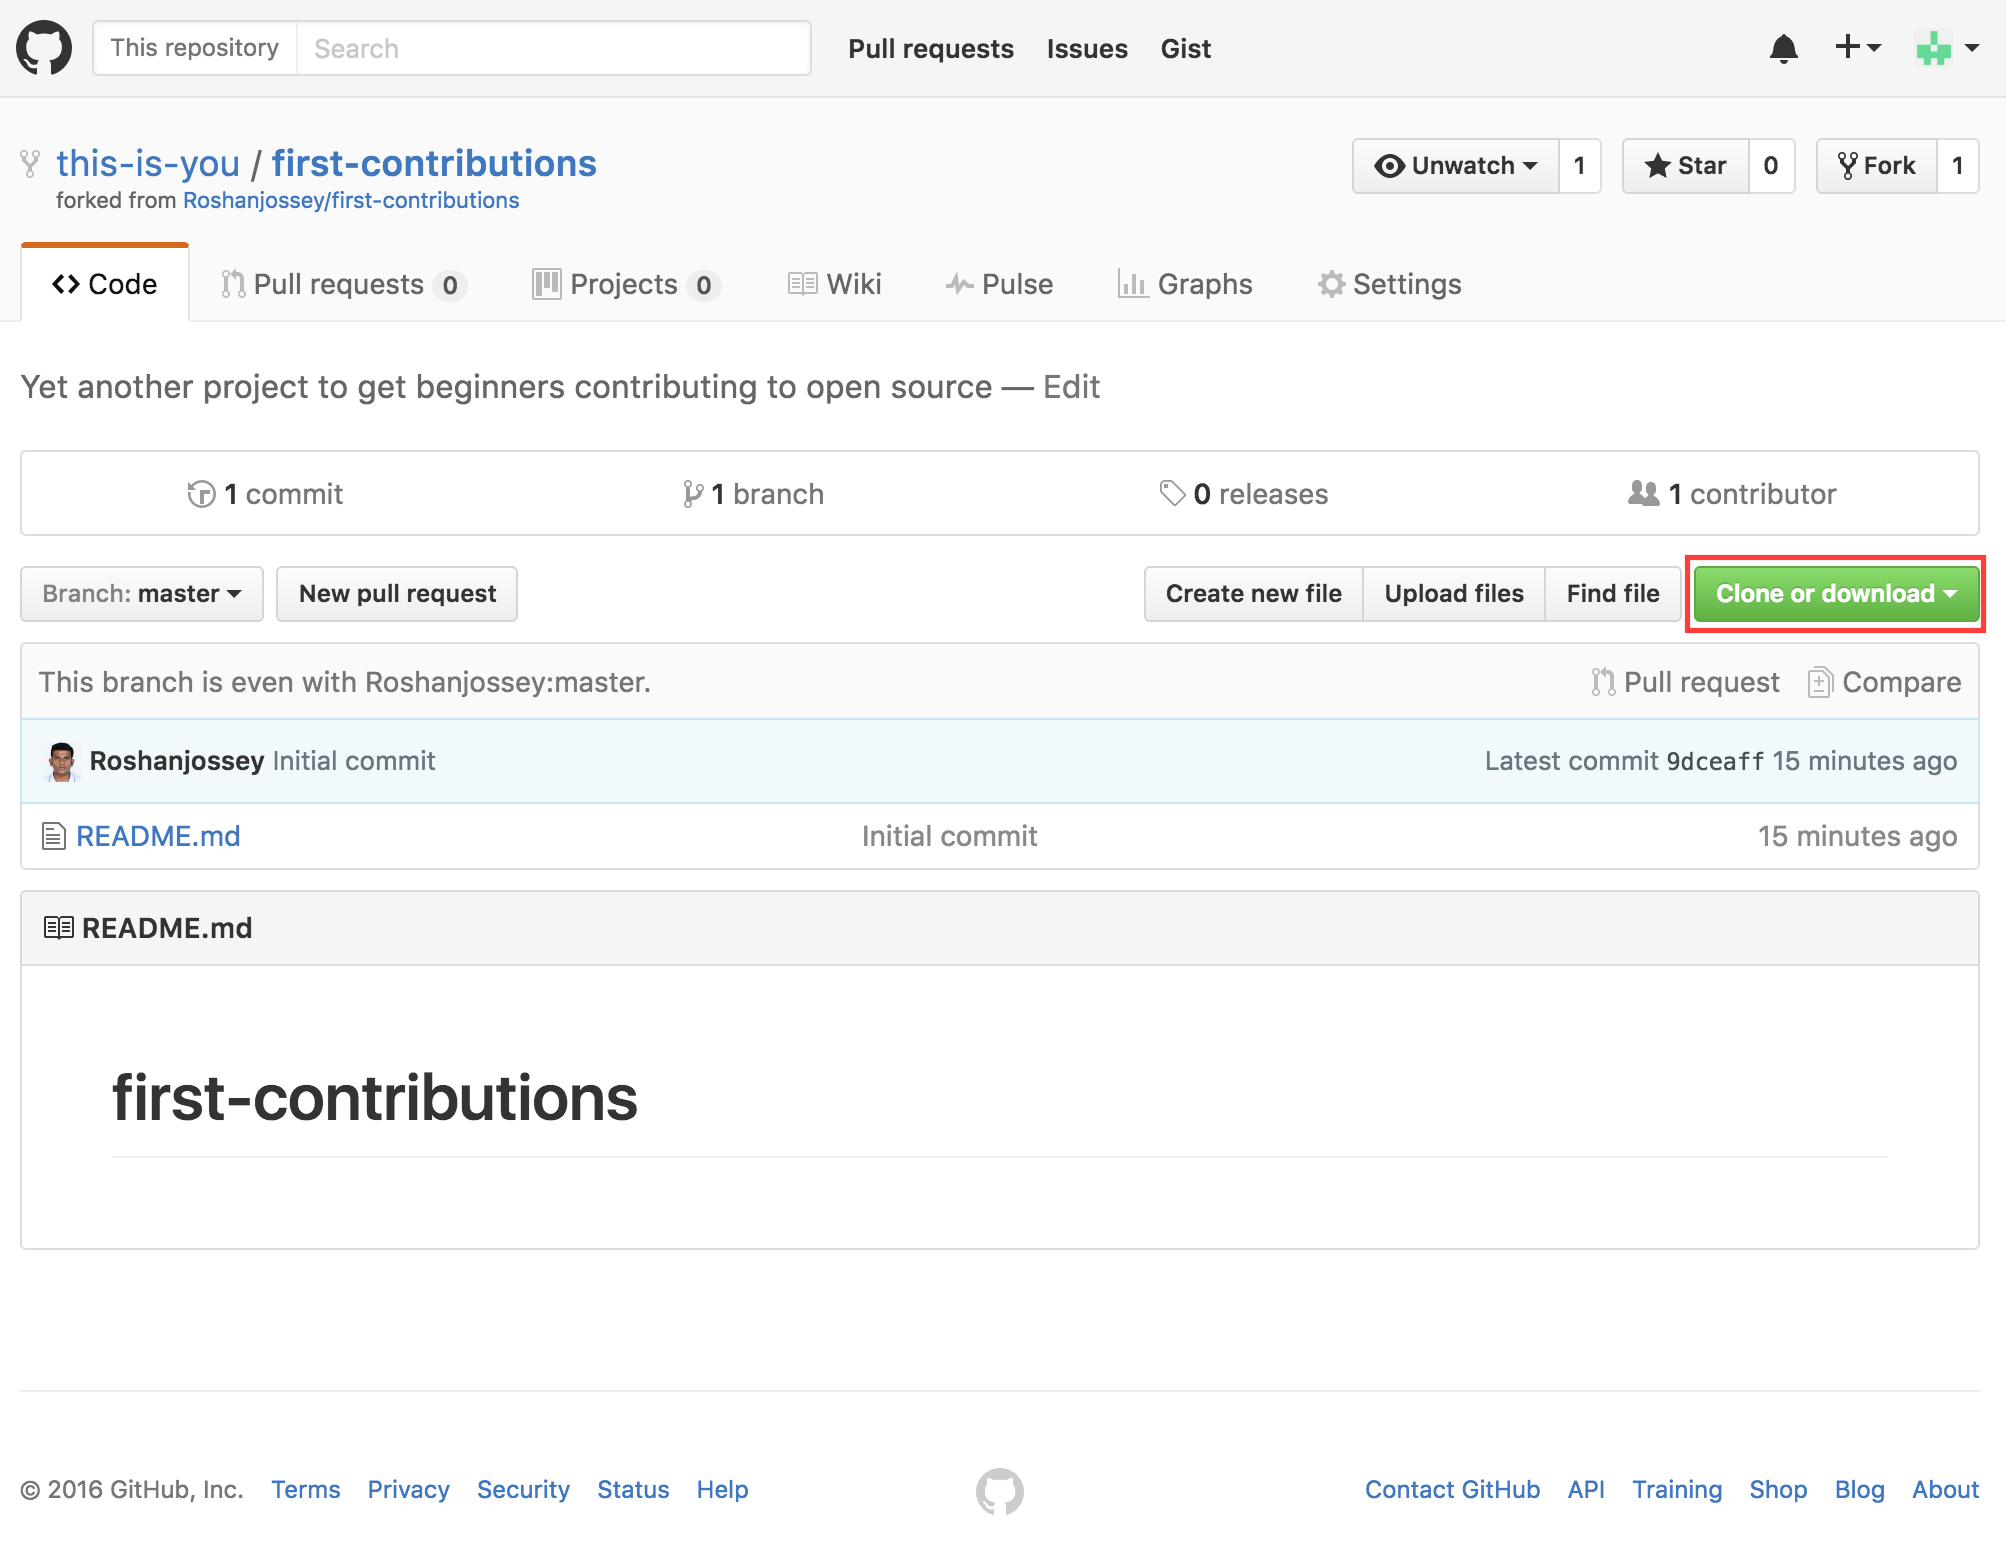 This repository Search Pull requests Issues Gist
this-is-you / first-contributions
Unwatch 1 Star 0 Fork 1
forked from Roshanjossey/first-contributions
Code Pull requests 0 Projects 0 Wiki Pulse Graphs Settings
Yet another project to get beginners contributing to open source — Edit
1 commit 1 branch 0 releases 1 contributor
Branch: master New pull request Create new file Upload files Find file Clone or download
This branch is even with Roshanjossey:master. Pull request Compare
Roshanjossey Initial commit Latest commit 9dceaff 15 minutes ago
README.md Initial commit 15 minutes ago
README.md
first-contributions
© 2016 GitHub, Inc. Terms Privacy Security Status Help Contact GitHub API Training Shop Blog About